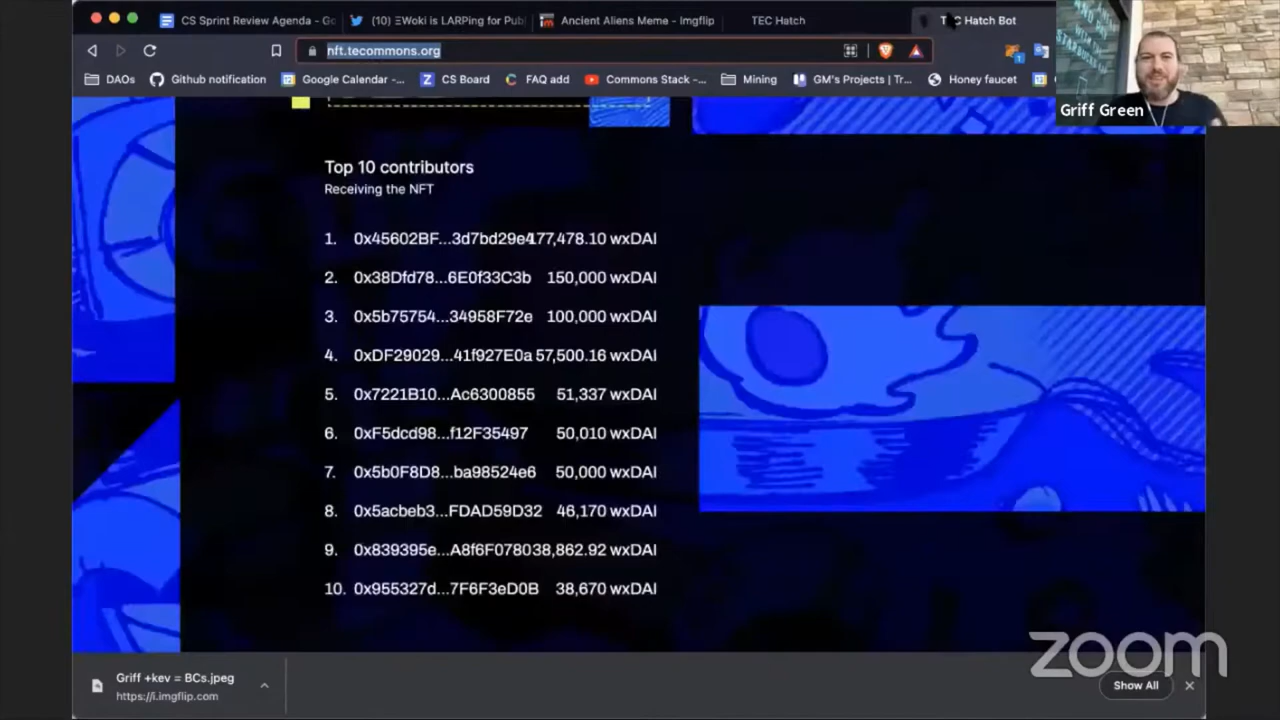 CS Sprint Review Agenda - Go
(10) ΞWoki is LARPing for Pub
Ancient Aliens Meme - Imgflip
TEC Hatch
TEC Hatch Bot
nft.tecommons.org
DAOs
Github notification
Google Calendar -...
CS Board
FAQ add
Commons Stack -...
Mining
GM's Projects | Tr...
Honey faucet
Griff Green
Top 10 contributors
Receiving the NFT
1. 0x45602BF...3d7bd29e4 177,478.10 wxDAI
2. 0x38Dfd78...6E0f33C3b 150,000 wxDAI
3. 0x5b75754...34958F72e 100,000 wxDAI
4. 0xDF29029...41f927E0a 57,500.16 wxDAI
5. 0x7221B10...Ac6300855 51,337 wxDAI
6. 0xF5dcd98...f12F35497 50,010 wxDAI
7. 0x5b0F8D8...ba98524e6 50,000 wxDAI
8. 0x5acbeb3...FDAD59D32 46,170 wxDAI
9. 0x839395e...A8f6F0780 38,862.92 wxDAI
10. 0x955327d...7F6F3eD0B 38,670 wxDAI
zoom
Griff +kev = BCs.jpeg
https://i.imgflip.com
Show All